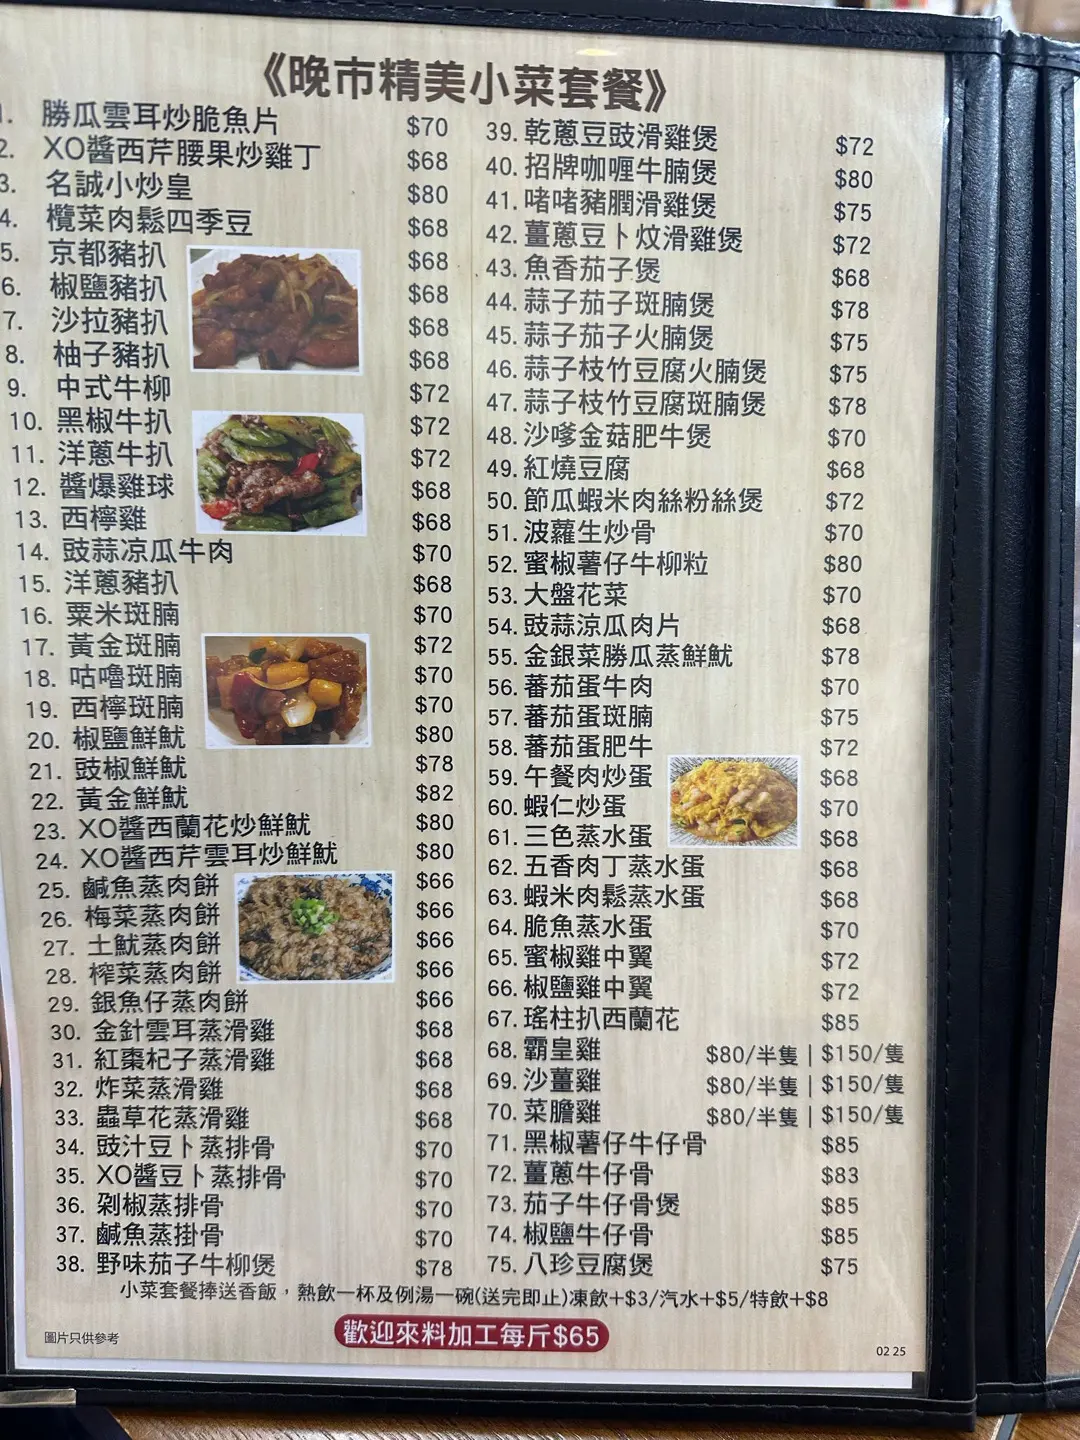 《晚市精美小菜套餐》
1. 勝瓜雲耳炒脆魚片 $70
2. XO醬西芹腰果炒雞丁 $68
3. 名誠小炒皇 $80
4. 欖菜肉鬆四季豆 $68
5. 京都豬扒 $68
6. 椒鹽豬扒 $68
7. 沙拉豬扒 $68
8. 柚子豬扒 $68
9. 中式牛柳 $72
10. 黑椒牛扒 $72
11. 洋蔥牛扒 $72
12. 醬爆雞球 $68
13. 西檸雞 $68
14. 豉蒜凉瓜牛肉 $70
15. 洋蔥豬扒 $68
16. 粟米斑腩 $70
17. 黃金斑腩 $72
18. 咕嚕斑腩 $70
19. 西檸斑腩 $70
20. 椒鹽鮮魷 $80
21. 豉椒鮮魷 $78
22. 黃金鮮魷 $82
23. XO醬西蘭花炒鮮魷 $80
24. XO醬西芹雲耳炒鮮魷 $80
25. 鹹魚蒸肉餅 $66
26. 梅菜蒸肉餅 $66
27. 土魷蒸肉餅 $66
28. 榨菜蒸肉餅 $66
29. 銀魚仔蒸肉餅 $66
30. 金針雲耳蒸滑雞 $68
31. 紅棗杞子蒸滑雞 $68
32. 炸菜蒸滑雞 $68
33. 蟲草花蒸滑雞 $68
34. 豉汁豆卜蒸排骨 $70
35. XO醬豆卜蒸排骨 $70
36. 剁椒蒸排骨 $70
37. 鹹魚蒸掛骨 $70
38. 野味茄子牛柳煲 $78
39. 乾蔥豆豉滑雞煲 $72
40. 招牌咖喱牛腩煲 $80
41. 啫啫豬膶滑雞煲 $75
42. 薑蔥豆卜炆滑雞煲 $72
43. 魚香茄子煲 $68
44. 蒜子茄子斑腩煲 $78
45. 蒜子茄子火腩煲 $75
46. 蒜子枝竹豆腐火腩煲 $75
47. 蒜子枝竹豆腐斑腩煲 $78
48. 沙嗲金菇肥牛煲 $70
49. 紅燒豆腐 $68
50. 節瓜蝦米肉絲粉絲煲 $72
51. 波蘿生炒骨 $70
52. 蜜椒薯仔牛柳粒 $80
53. 大盤花菜 $70
54. 豉蒜涼瓜肉片 $68
55. 金銀菜勝瓜蒸鮮魷 $78
56. 蕃茄蛋牛肉 $70
57. 蕃茄蛋斑腩 $75
58. 蕃茄蛋肥牛 $72
59. 午餐肉炒蛋 $68
60. 蝦仁炒蛋 $70
61. 三色蒸水蛋 $68
62. 五香肉丁蒸水蛋 $68
63. 蝦米肉鬆蒸水蛋 $68
64. 脆魚蒸水蛋 $70
65. 蜜椒雞中翼 $72
66. 椒鹽雞中翼 $72
67. 瑤柱扒西蘭花 $85
68. 霸皇雞 $80/半隻 | $150/隻
69. 沙薑雞 $80/半隻 | $150/隻
70. 菜膽雞 $80/半隻 | $150/隻
71. 黑椒薯仔牛仔骨 $85
72. 薑蔥牛仔骨 $83
73. 茄子牛仔骨煲 $85
74. 椒鹽牛仔骨 $85
75. 八珍豆腐煲 $75
小菜套餐捧送香飯，熱飲一杯及例湯一碗(送完即止)凍飲+$3/汽水+$5/特飲+$8
歡迎來料加工每斤$65
圖片只供參考
02 25